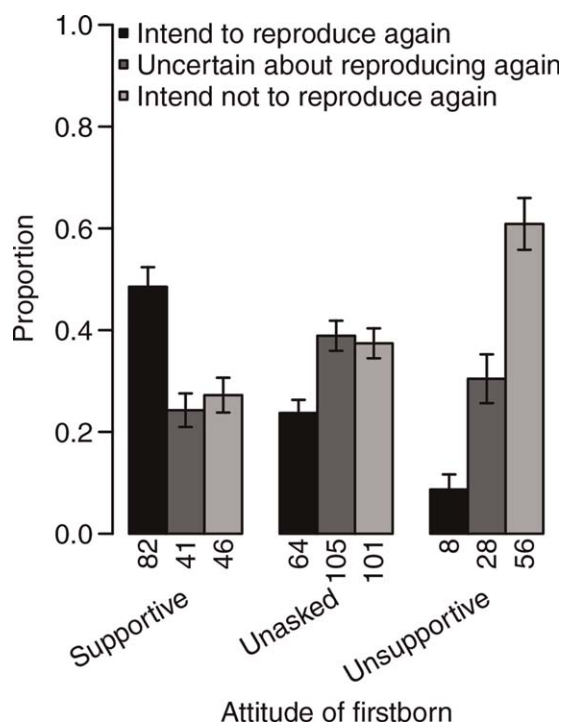 1.0
0.8
0.6
0.4
0.2
0.0
Proportion
Intend to reproduce again
Uncertain about reproducing again
Intend not to reproduce again
82
41
46
64
105
101
8
28
56
Supportive
Unasked
Unsupportive
Attitude of firstborn